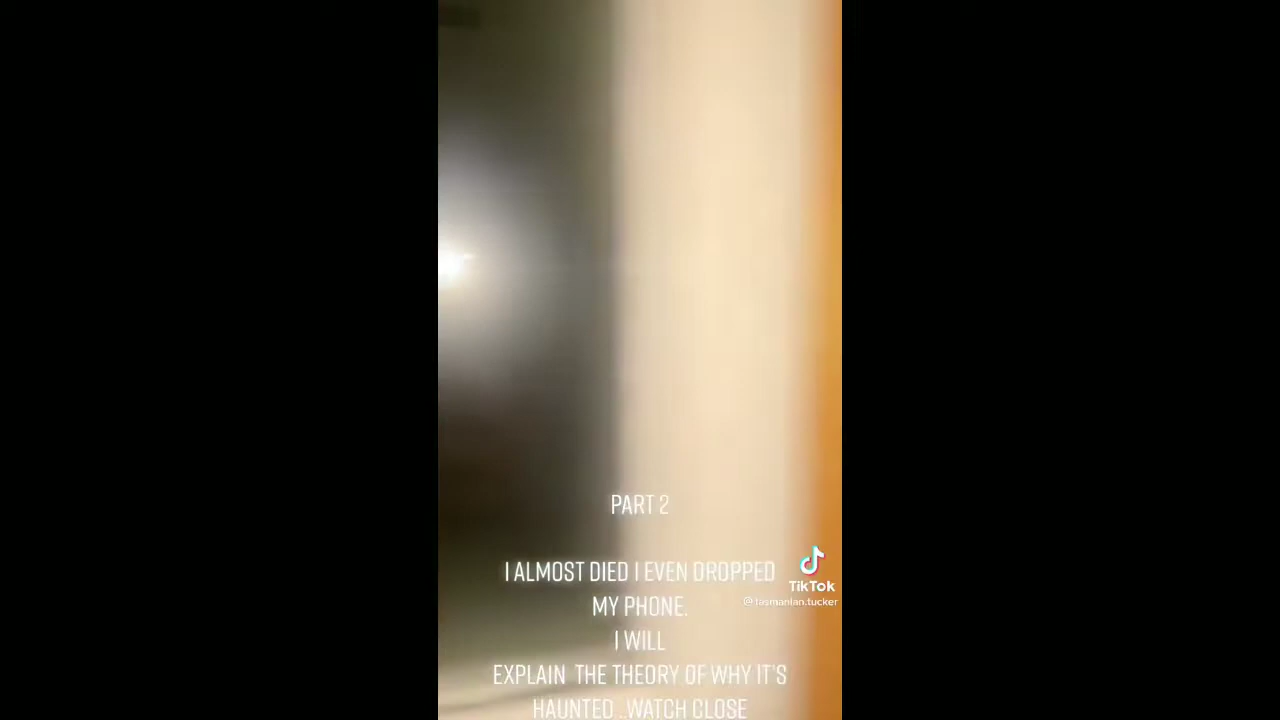 PART 2
I ALMOST DIED I EVEN DROPPED
MY PHONE.
I WILL
EXPLAIN THE THEORY OF WHY IT'S
HAUNTED ..WATCH CLOSE
TikTok
@tasmanian.tucker